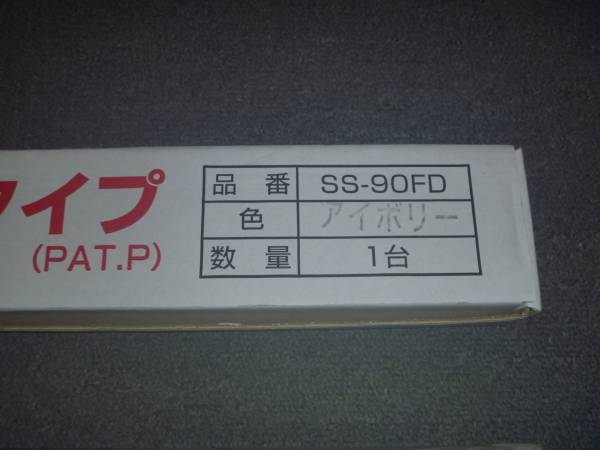 タイプ
(PAT.P)
品番 SS-90FD
色 アイボリー
数量 1台